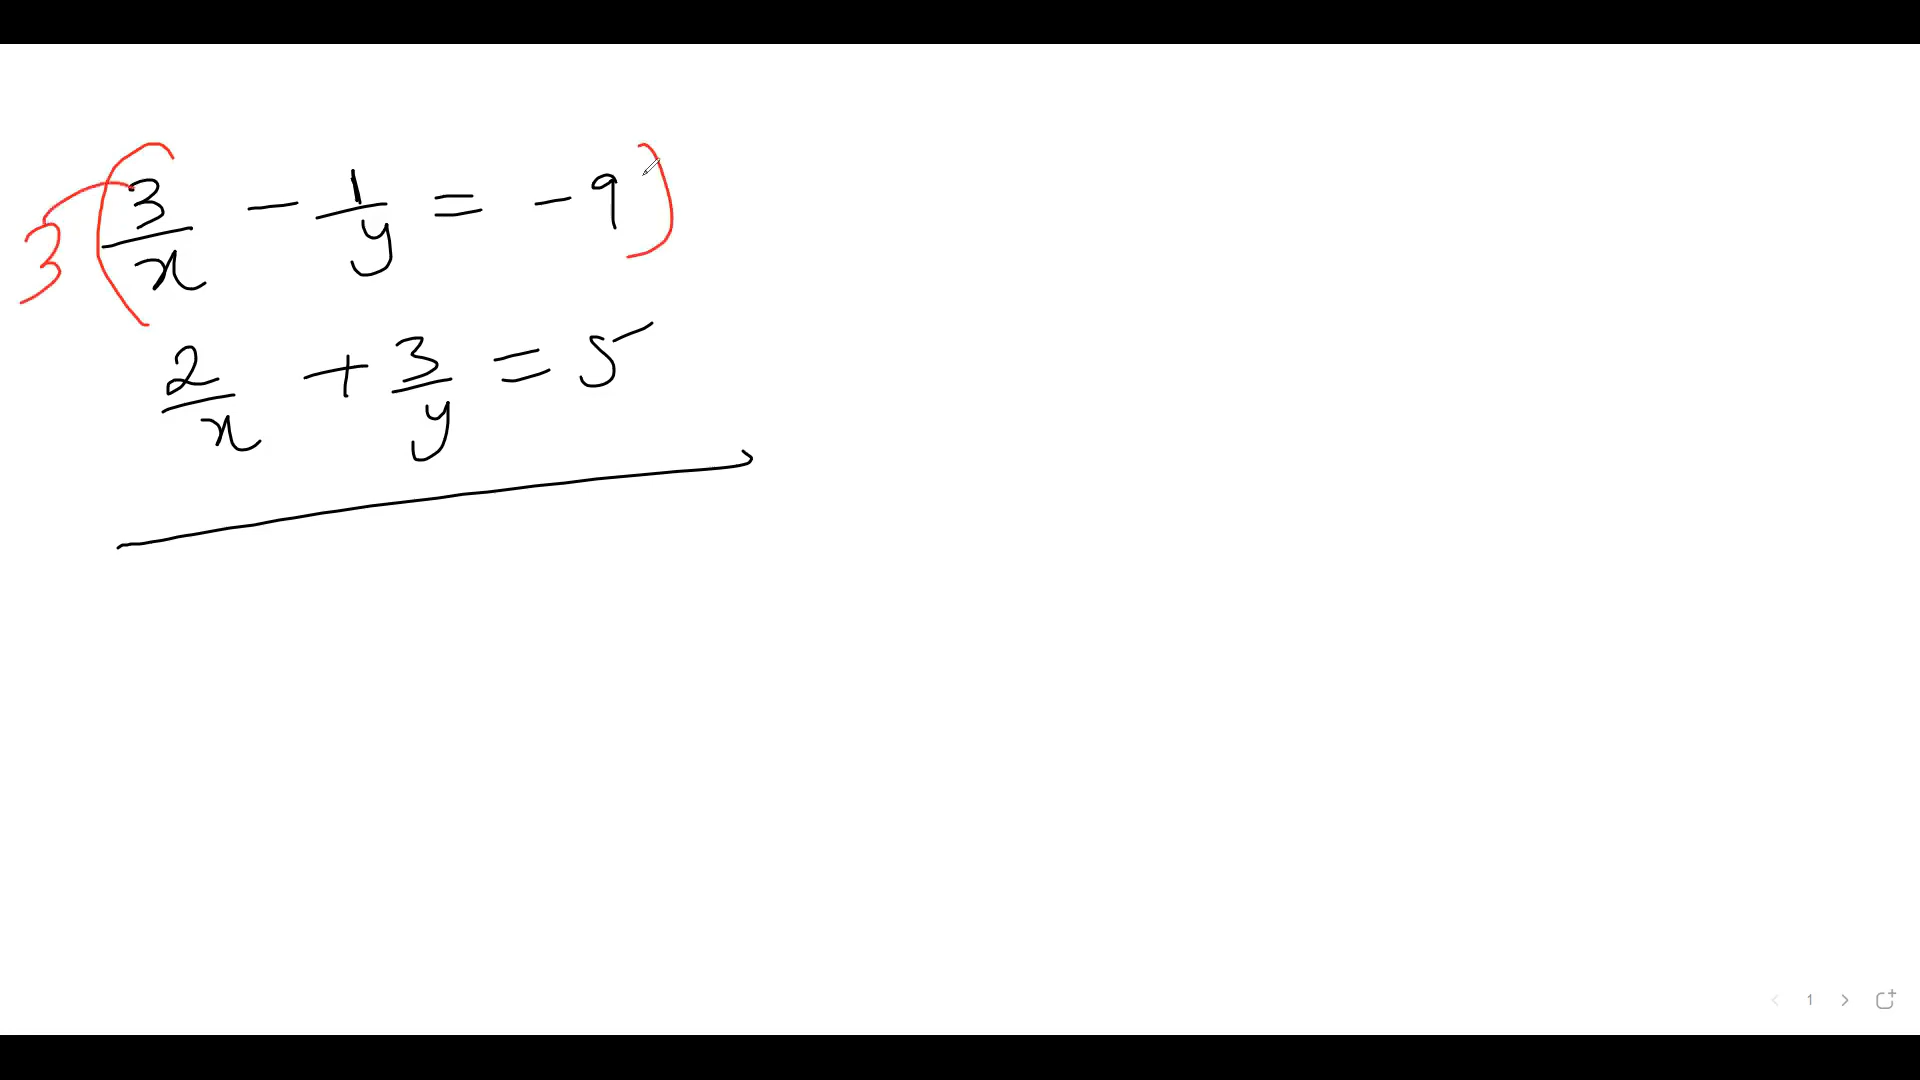 3(3/x - 1/y = -9)
2/x + 3/y = 5
1